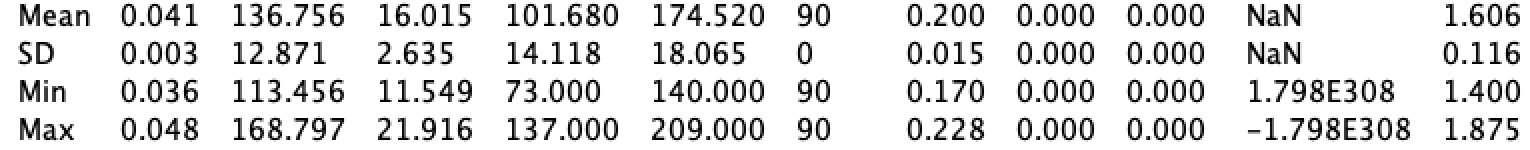 Mean 0.041 136.756 16.015 101.680 174.520 90 0.200 0.000 0.000 NaN 1.606
SD 0.003 12.871 2.635 14.118 18.065 0 0.015 0.000 0.000 NaN 0.116
Min 0.036 113.456 11.549 73.000 140.000 90 0.170 0.000 0.000 1.798E308 1.400
Max 0.048 168.797 21.916 137.000 209.000 90 0.228 0.000 0.000 −1.798E308 1.875